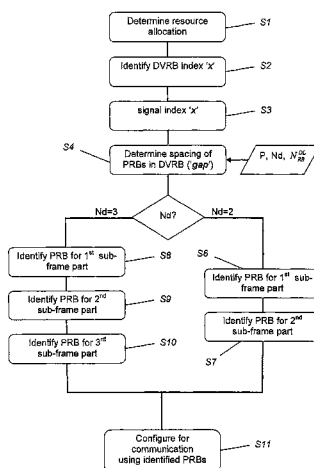 Determine resource
allocation
S1
Identify DVRB index 'x'
S2
signal index 'x'
S3
S4
Determine spacing of
PRBs in DVRB ('gap')
P, Nd, N RB DL
Nd=3
Nd?
Nd=2
Identify PRB for 1st sub-
frame part
S8
S6
Identify PRB for 1st sub-
frame part
Identify PRB for 2nd
sub-frame part
S9
Identify PRB for 2nd
sub-frame part
S7
Identify PRB for 3rd
sub-frame part
S10
Configure for
communication
using identified PRBs
S11